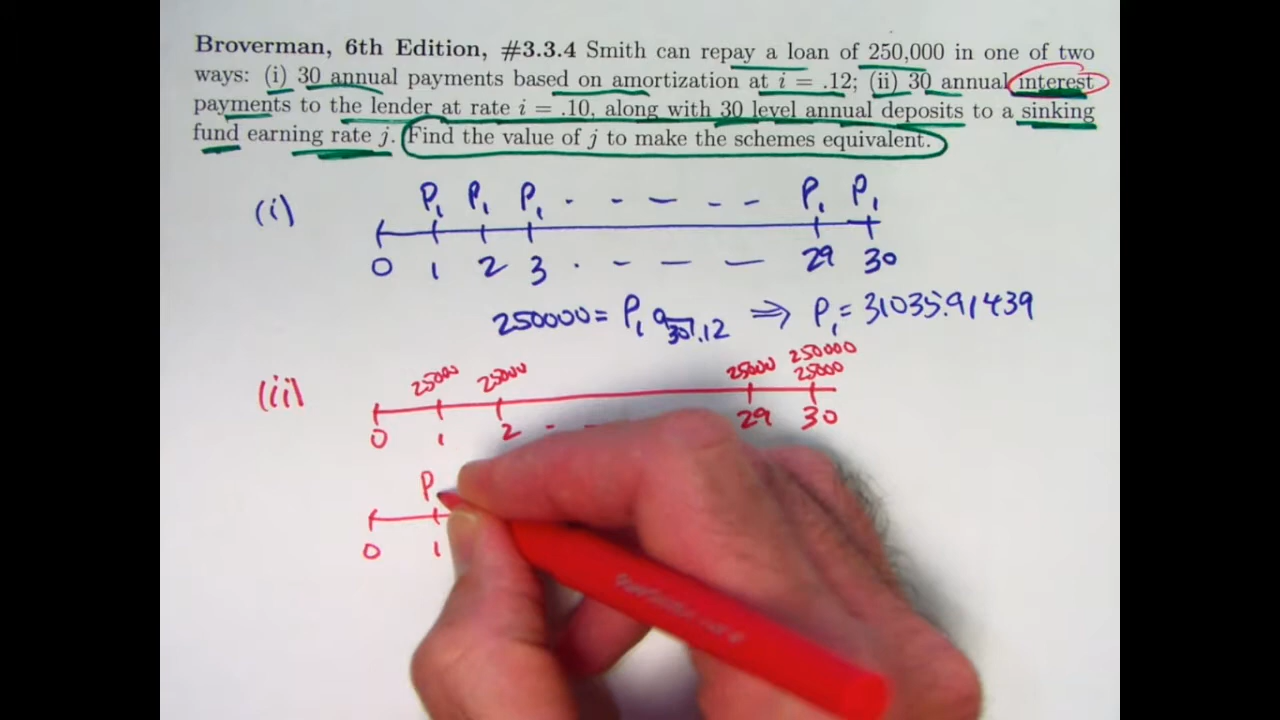 Broverman, 6th Edition, #3.3.4 Smith can repay a loan of 250,000 in one of two
ways: (i) 30 annual payments based on amortization at i = .12; (ii) 30 annual interest
payments to the lender at rate i = .10, along with 30 level annual deposits to a sinking
fund earning rate j. Find the value of j to make the schemes equivalent.
(i) P₁ P₁ P₁ · - - - - - P₁ P₁
0 1 2 3 · - - - 29 30
250000 = P₁ a30⌉.12 ⇒ P₁ = 31035.91439
250000
(ii) 25000 25000 25000 25000
0 1 2 - - 29 30
P
0 1